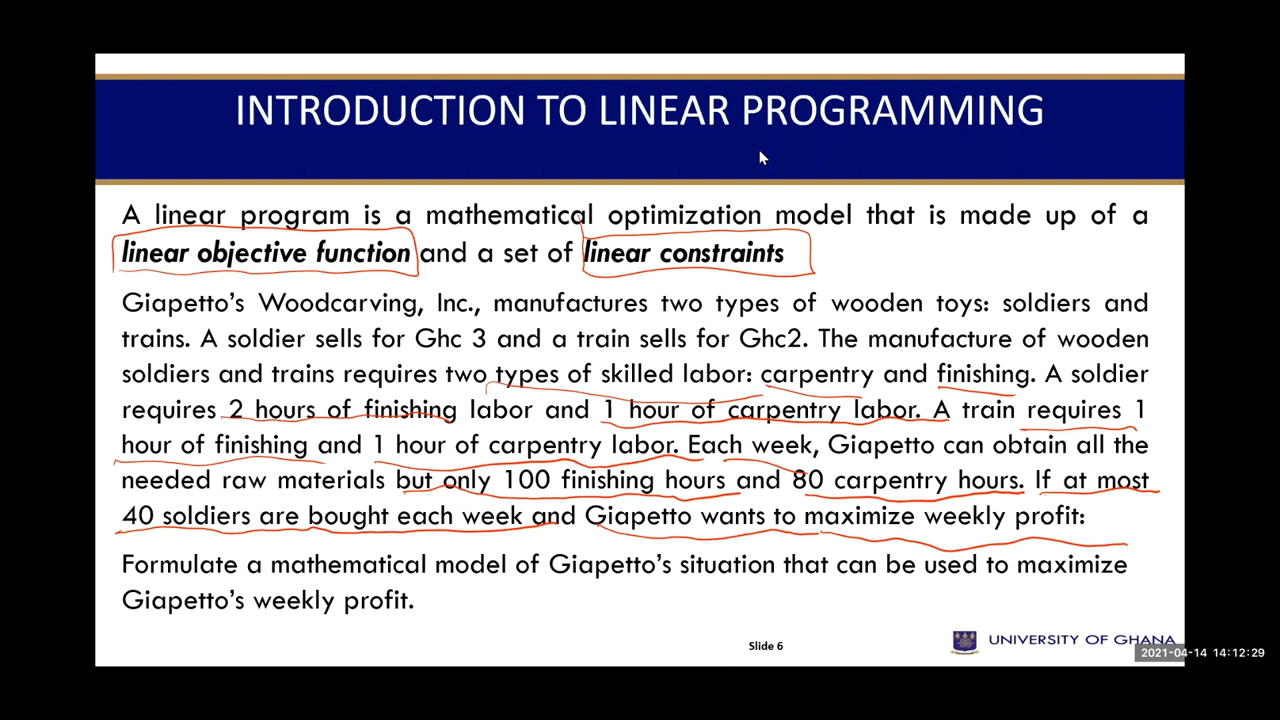 INTRODUCTION TO LINEAR PROGRAMMING
A linear program is a mathematical optimization model that is made up of a
linear objective function and a set of linear constraints
Giapetto's Woodcarving, Inc., manufactures two types of wooden toys: soldiers and
trains. A soldier sells for Ghc 3 and a train sells for Ghc2. The manufacture of wooden
soldiers and trains requires two types of skilled labor: carpentry and finishing. A soldier
requires 2 hours of finishing labor and 1 hour of carpentry labor. A train requires 1
hour of finishing and 1 hour of carpentry labor. Each week, Giapetto can obtain all the
needed raw materials but only 100 finishing hours and 80 carpentry hours. If at most
40 soldiers are bought each week and Giapetto wants to maximize weekly profit:
Formulate a mathematical model of Giapetto's situation that can be used to maximize
Giapetto's weekly profit.
Slide 6
UNIVERSITY OF GHANA
2021-04-14 14:12:29